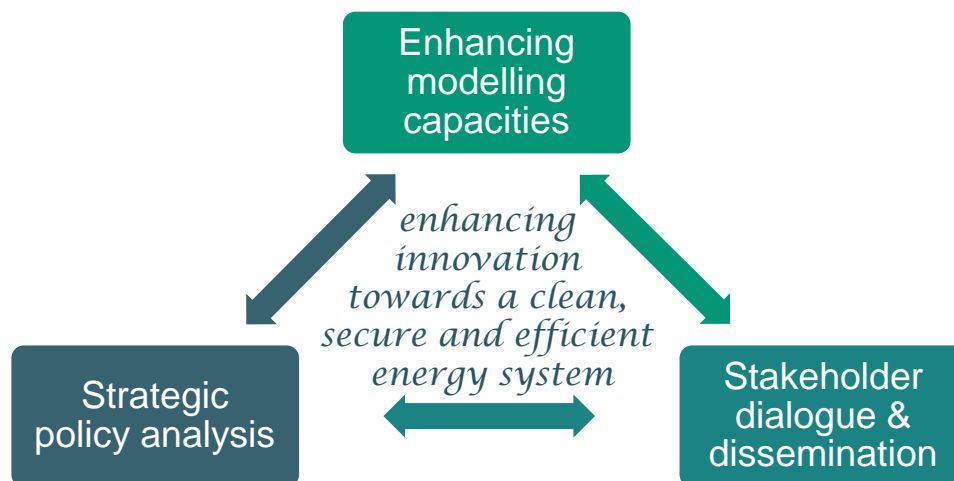 Enhancing
modelling
capacities
enhancing
innovation
towards a clean,
secure and efficient
energy system
Strategic
policy analysis
Stakeholder
dialogue &
dissemination